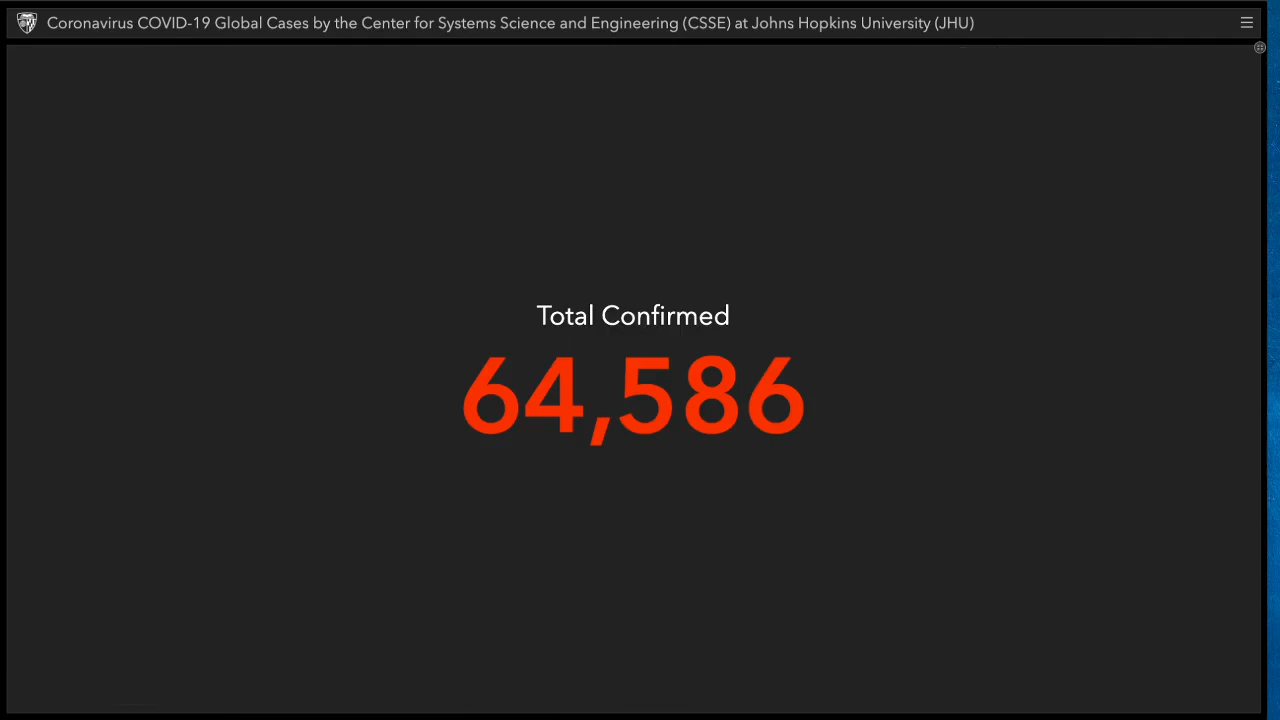 Coronavirus COVID-19 Global Cases by the Center for Systems Science and Engineering (CSSE) at Johns Hopkins University (JHU)
Total Confirmed
64,586